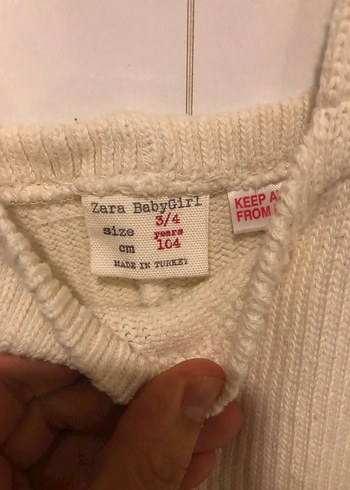 Zara BabyGirl
3/4
size years
cm 104
MADE IN TURKEY
KEEP
FROM